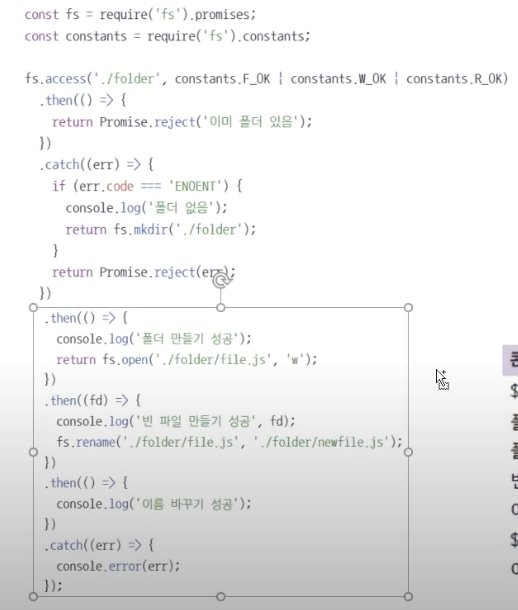 const fs = require('fs').promises;
const constants = require('fs').constants;
fs.access('./folder', constants.F_OK | constants.W_OK | constants.R_OK)
.then(() => {
return Promise.reject('이미 폴더 있음');
})
.catch((err) => {
if (err.code === 'ENOENT') {
console.log('폴더 없음');
return fs.mkdir('./folder');
}
return Promise.reject(err);
})
.then(() => {
console.log('폴더 만들기 성공');
return fs.open('./folder/file.js', 'w');
})
.then((fd) => {
console.log('빈 파일 만들기 성공', fd);
fs.rename('./folder/file.js', './folder/newfile.js');
})
.then(() => {
console.log('이름 바꾸기 성공');
})
.catch((err) => {
console.error(err);
});